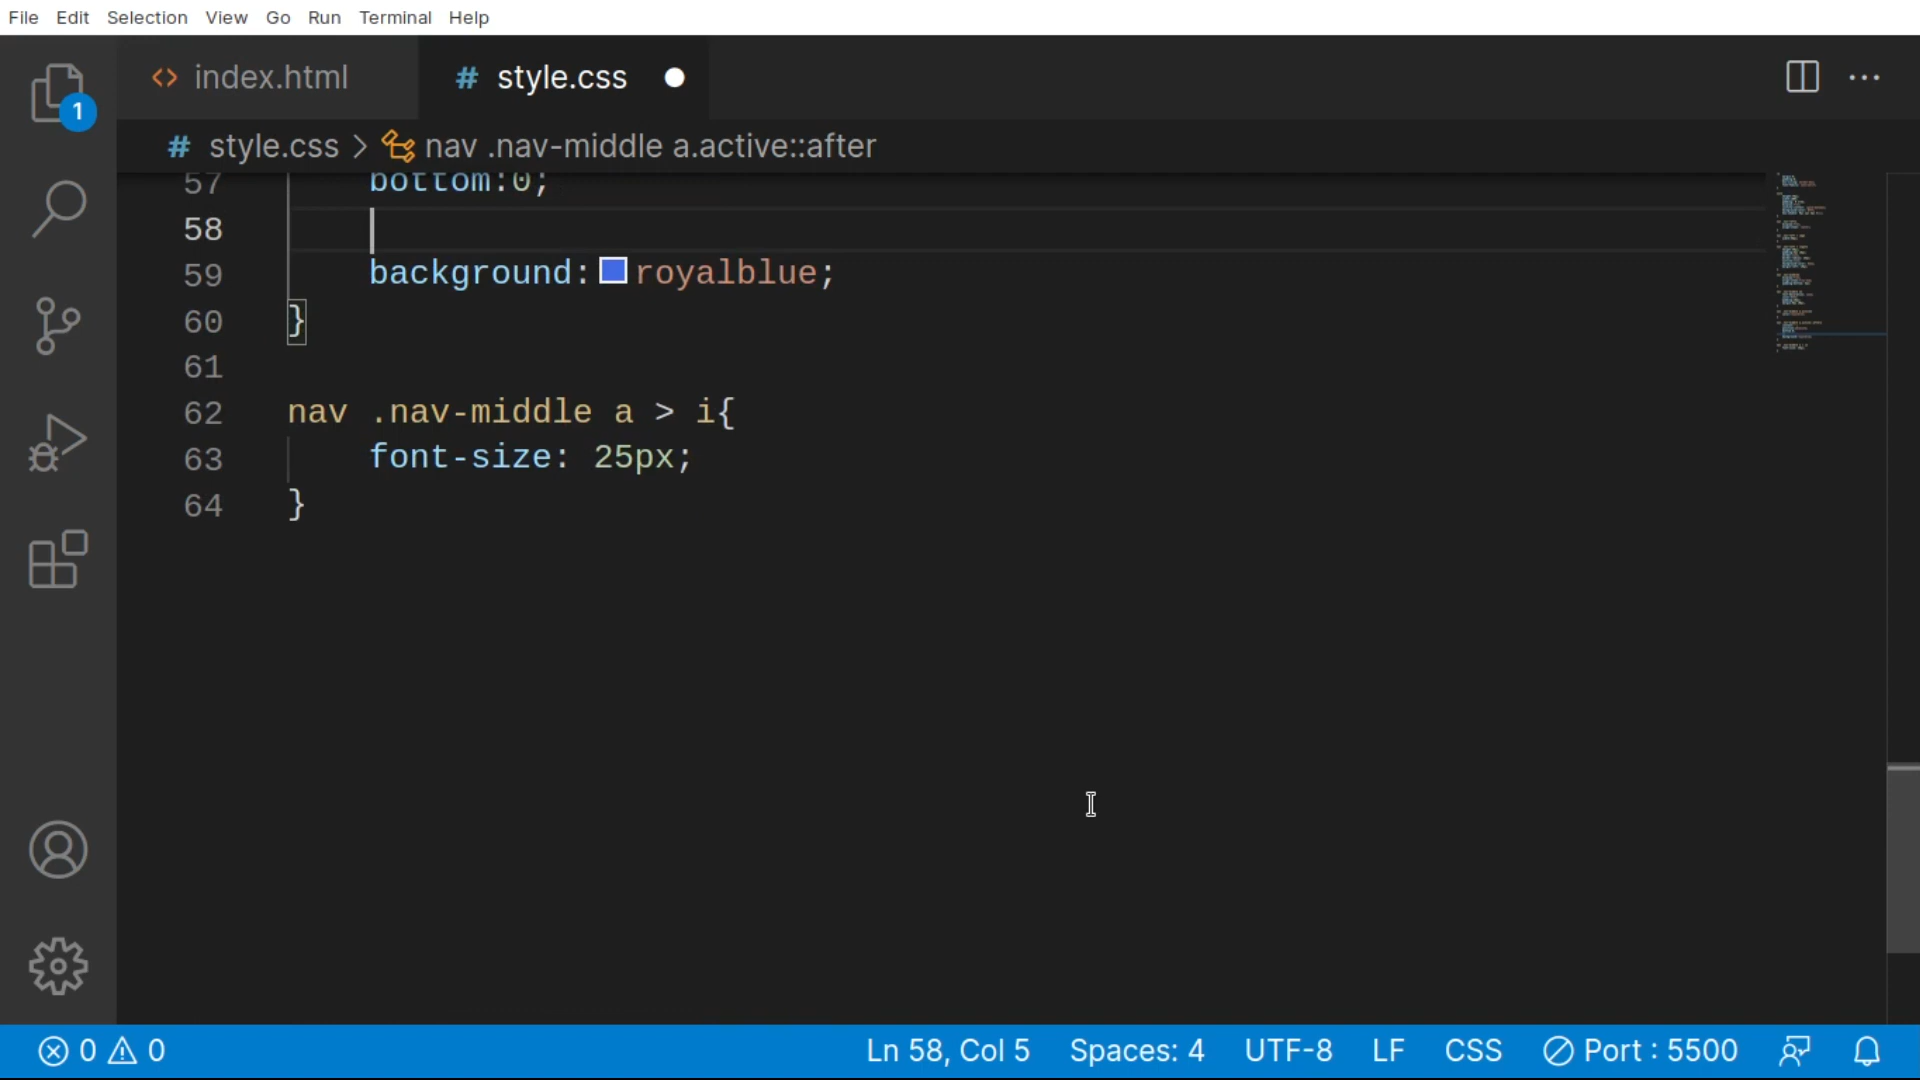 File Edit Selection View Go Run Terminal Help
1
<> index.html # style.css
# style.css > nav .nav-middle a.active::after
57 bottom:0;
58
59 background: royalblue;
60 }
61
62 nav .nav-middle a > i{
63 font-size: 25px;
64 }
0 0 Ln 58, Col 5 Spaces: 4 UTF-8 LF CSS Port : 5500